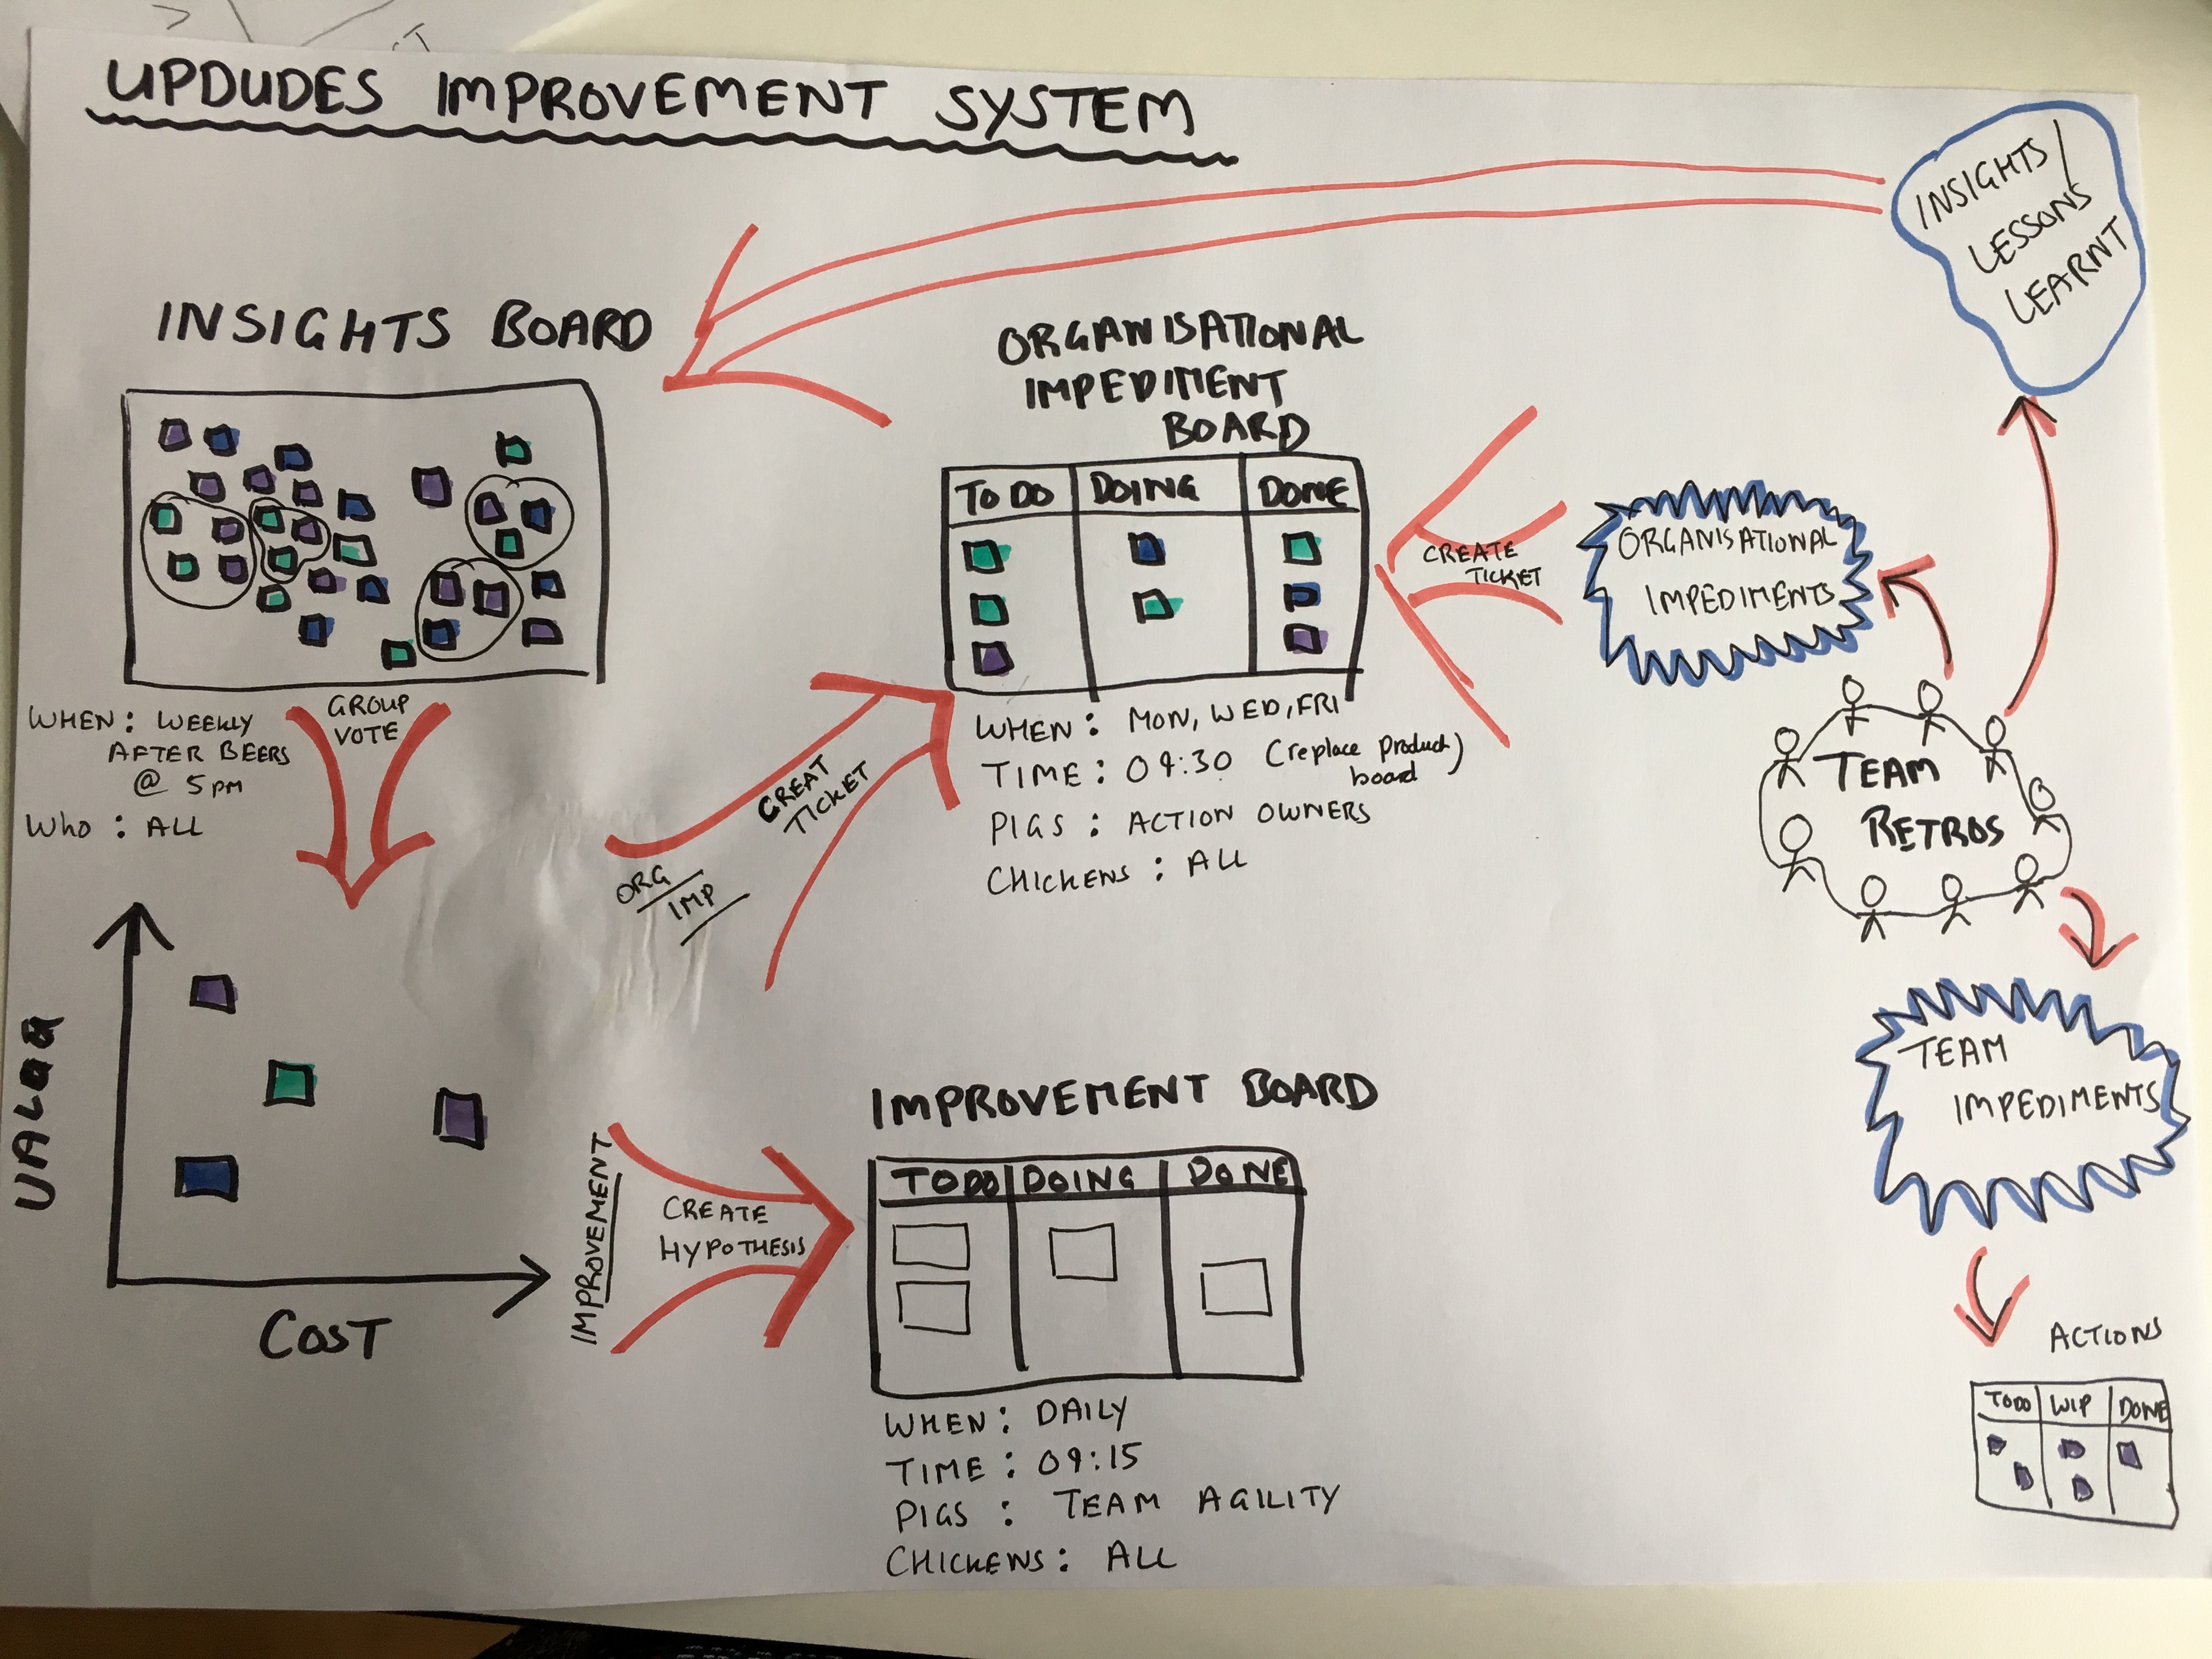 UPDUDES IMPROVEMENT SYSTEM
INSIGHTS/
LESSONS
LEARNT
INSIGHTS BOARD
WHEN: WEEKLY
AFTER BEERS
@ 5pm
WHO: ALL
GROUP
VOTE
VALUE
COST
ORGANISATIONAL
IMPEDIMENT
BOARD
TO DO DOING DONE
WHEN: MON, WED, FRI
TIME: 09:30 (replace product
board)
PIGS: ACTION OWNERS
CHICKENS: ALL
CREATE
TICKET
ORGANISATIONAL
IMPEDIMENTS
TEAM
RETROS
ORG
IMP
CREAT
TICKET
IMPROVEMENT
CREATE
HYPOTHESIS
IMPROVEMENT BOARD
TODO DOING DONE
WHEN: DAILY
TIME: 09:15
PIGS: TEAM AGILITY
CHICKENS: ALL
TEAM
IMPEDIMENTS
ACTIONS
TODO WIP DONE